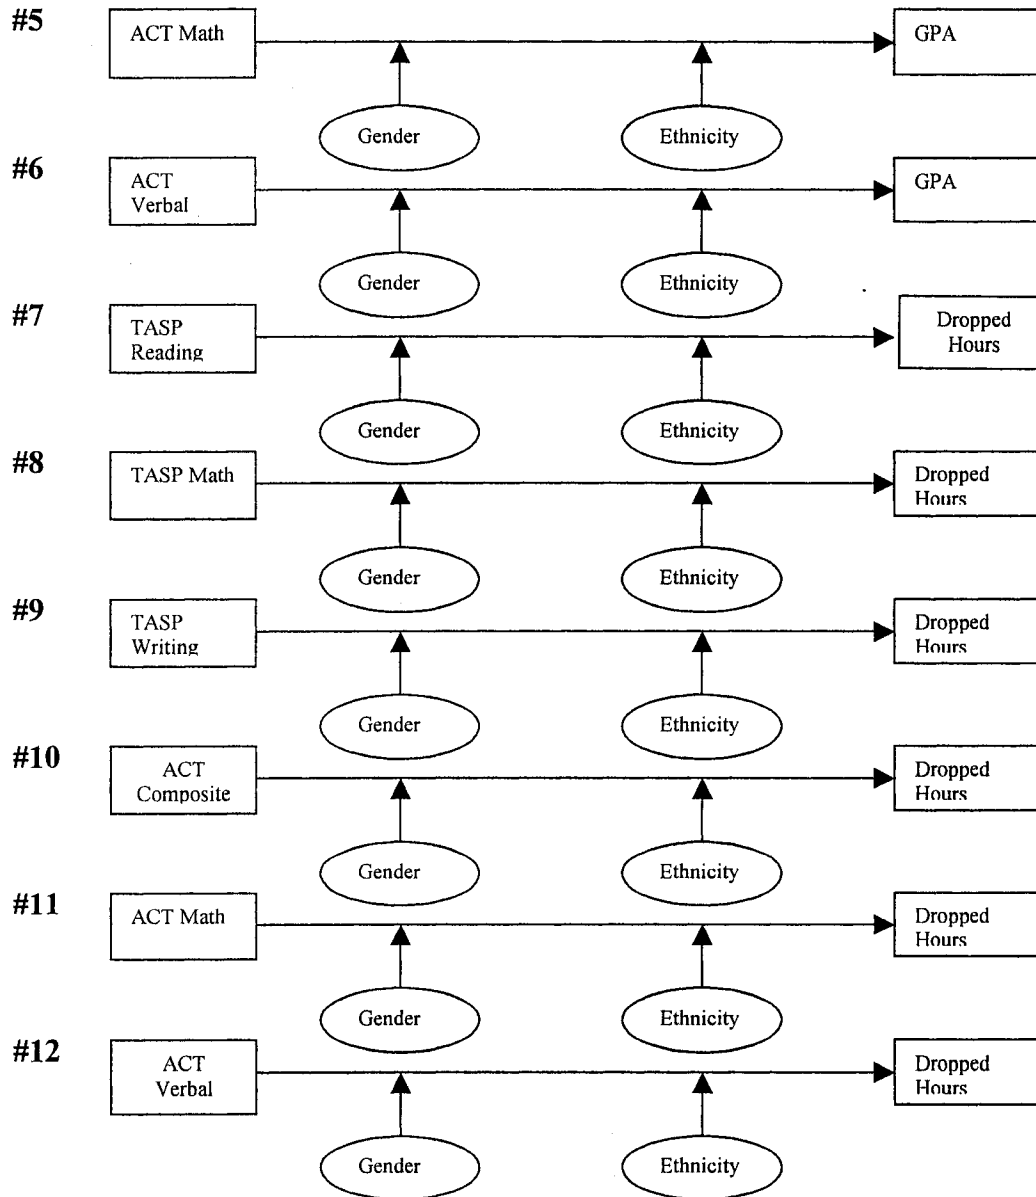 #5
ACT Math
GPA
Gender
Ethnicity
#6
ACT
Verbal
GPA
Gender
Ethnicity
#7
TASP
Reading
Dropped
Hours
Gender
Ethnicity
#8
TASP Math
Dropped
Hours
Gender
Ethnicity
#9
TASP
Writing
Dropped
Hours
Gender
Ethnicity
#10
ACT
Composite
Dropped
Hours
Gender
Ethnicity
#11
ACT Math
Dropped
Hours
Gender
Ethnicity
#12
ACT
Verbal
Dropped
Hours
Gender
Ethnicity